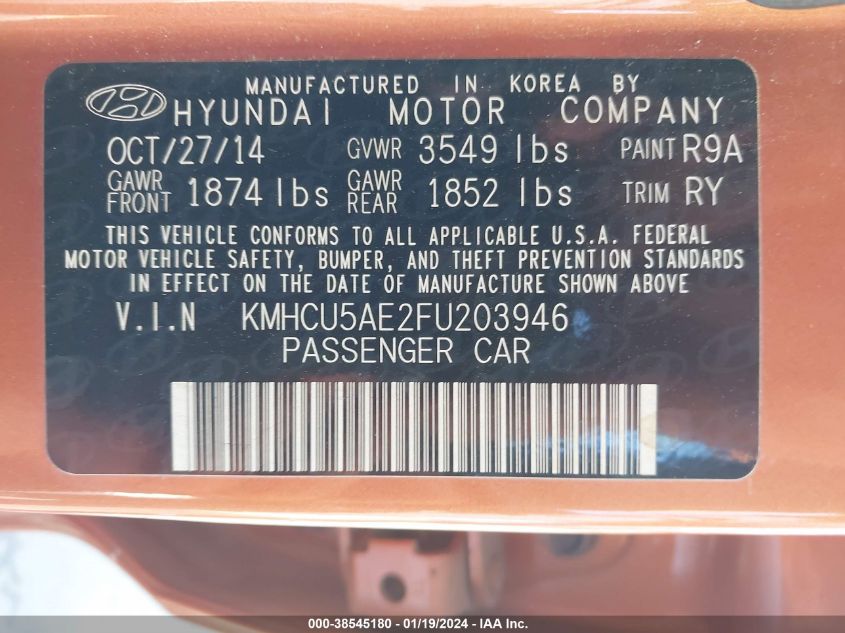 MANUFACTURED IN KOREA BY
HYUNDAI MOTOR COMPANY
OCT/27/14 GVWR 3549 lbs PAINT R9A
GAWR FRONT 1874 lbs GAWR REAR 1852 lbs TRIM RY
THIS VEHICLE CONFORMS TO ALL APPLICABLE U.S.A. FEDERAL
MOTOR VEHICLE SAFETY, BUMPER, AND THEFT PREVENTION STANDARDS
IN EFFECT ON THE DATE OF MANUFACTURE SHOWN ABOVE
V.I.N KMHCU5AE2FU203946
PASSENGER CAR
000-38545180 - 01/19/2024 - IAA Inc.